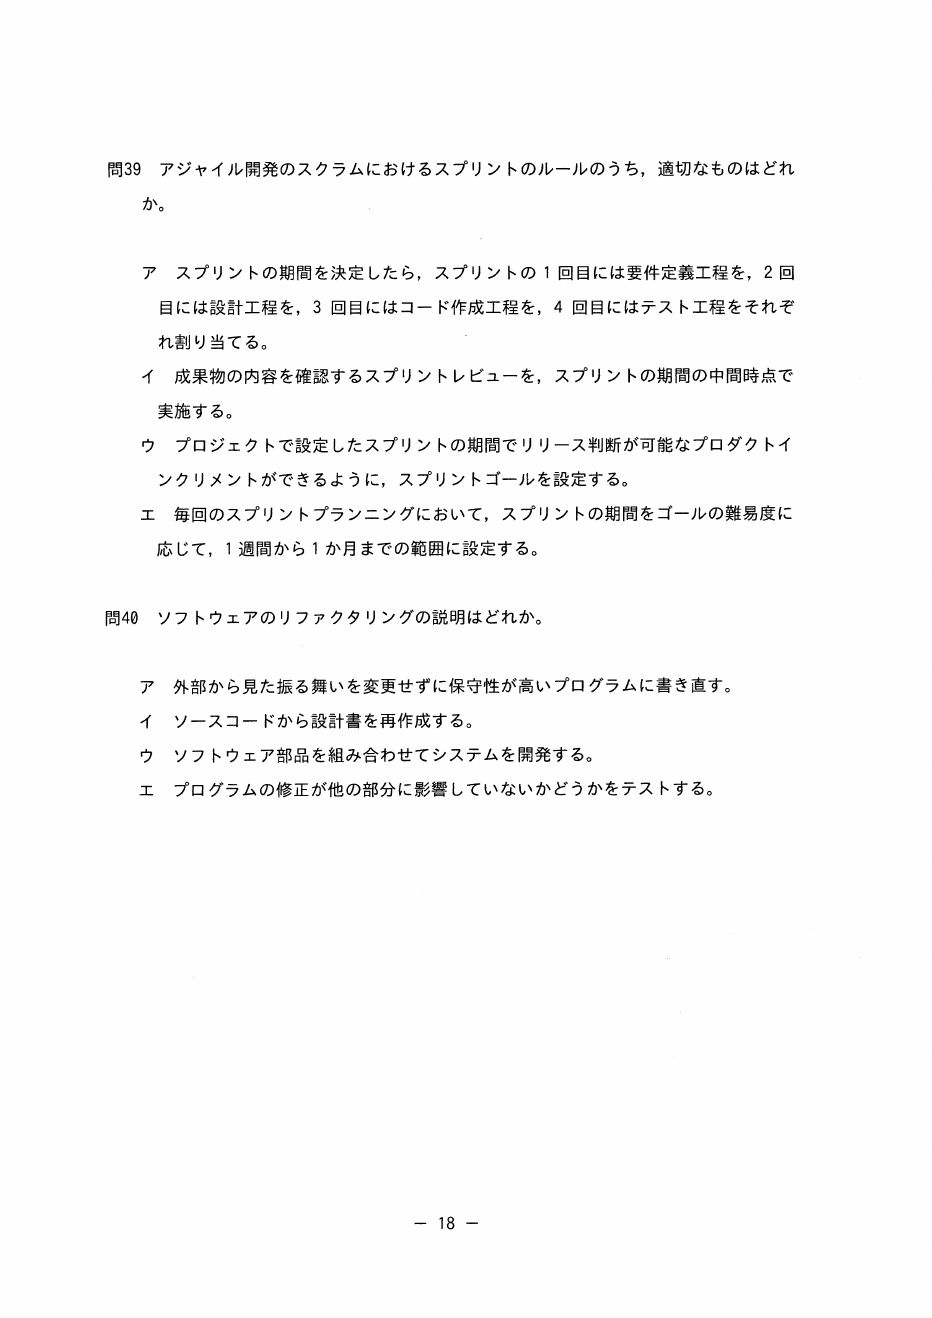 問39　アジャイル開発のスクラムにおけるスプリントのルールのうち，適切なものはどれ
か。
ア　スプリントの期間を決定したら，スプリントの 1 回目には要件定義工程を，2 回
目には設計工程を，3 回目にはコード作成工程を，4 回目にはテスト工程をそれぞ
れ割り当てる。
イ　成果物の内容を確認するスプリントレビューを，スプリントの期間の中間時点で
実施する。
ウ　プロジェクトで設定したスプリントの期間でリリース判断が可能なプロダクトイ
ンクリメントができるように，スプリントゴールを設定する。
エ　毎回のスプリントプランニングにおいて，スプリントの期間をゴールの難易度に
応じて，1 週間から 1 か月までの範囲に設定する。
問40　ソフトウェアのリファクタリングの説明はどれか。
ア　外部から見た振る舞いを変更せずに保守性が高いプログラムに書き直す。
イ　ソースコードから設計書を再作成する。
ウ　ソフトウェア部品を組み合わせてシステムを開発する。
エ　プログラムの修正が他の部分に影響していないかどうかをテストする。
－ 18 －